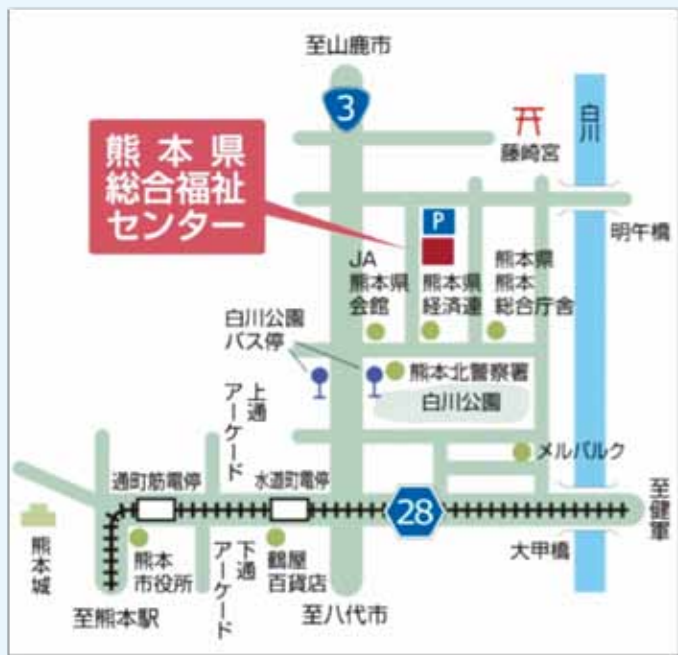 至山鹿市
3
熊本県
総合福祉
センター
藤崎宮
白川
明午橋
P
JA
熊本県
会館
熊本県
経済連
熊本県
熊本
総合庁舎
白川公園
バス停
熊本北警察署
白川公園
上通
アーケード
メルパルク
通町筋電停
水道町電停
28
至健軍
大甲橋
熊本城
熊本
市役所
下通
アーケード
鶴屋
百貨店
至熊本駅
至八代市